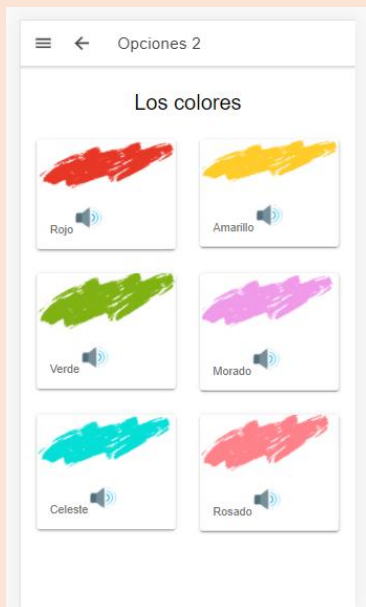 Opciones 2
Los colores
Rojo
Amarillo
Verde
Morado
Celeste
Rosado